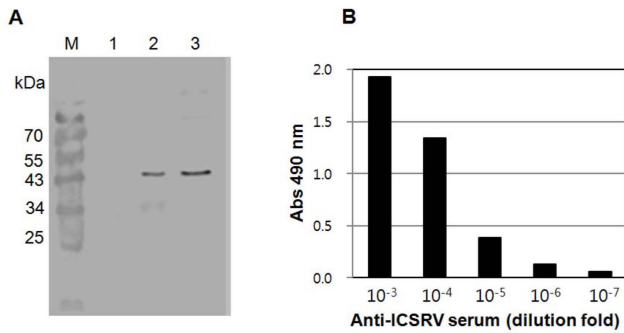 A
M 1 2 3
kDa
70
55
43
34
25
B
Abs 490 nm
2.0
1.5
1.0
0.5
0.0
10⁻³ 10⁻⁴ 10⁻⁵ 10⁻⁶ 10⁻⁷
Anti-ICSRV serum (dilution fold)